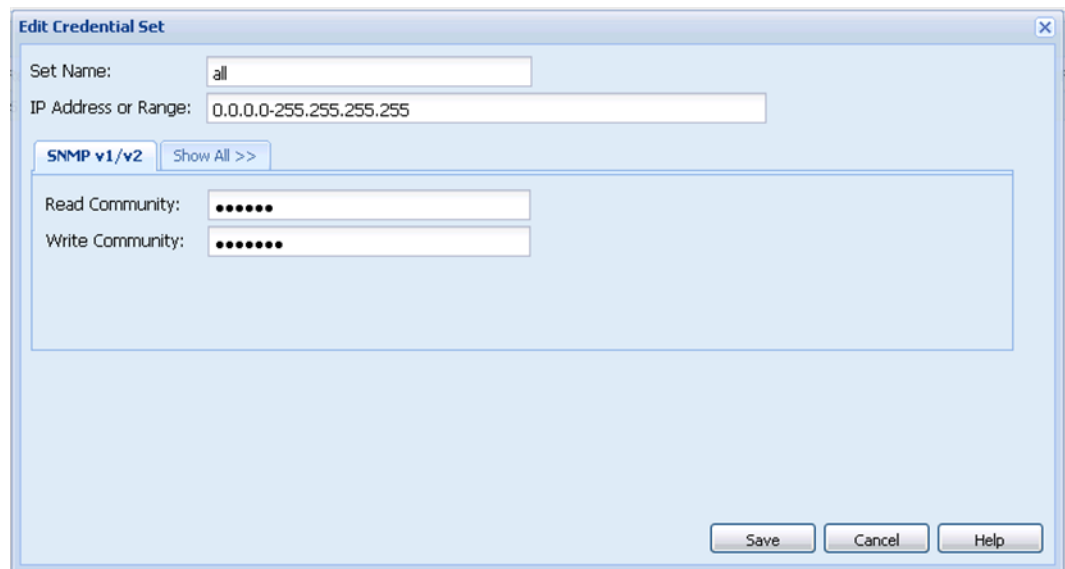 Edit Credential Set
Set Name: all
IP Address or Range: 0.0.0.0-255.255.255.255
SNMP v1/v2 Show All >>
Read Community: ••••••
Write Community: •••••••
Save Cancel Help